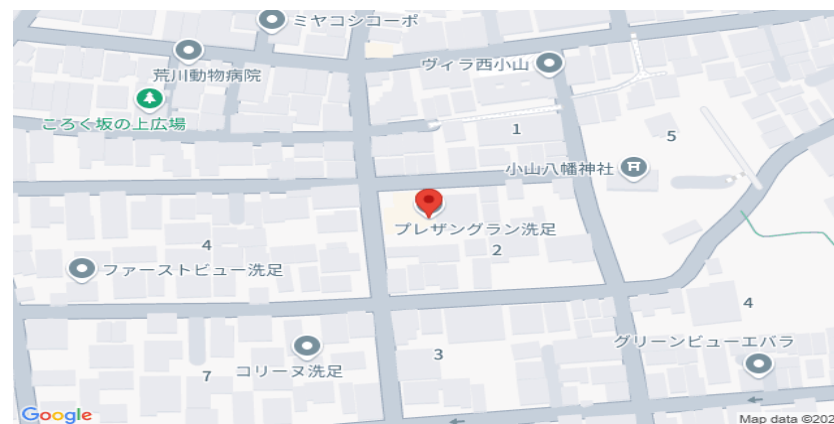 ミヤコシコーポ
荒川動物病院
ヴィラ西小山
ころく坂の上広場
1
5
小山八幡神社
プレザングラン洗足
4
2
ファーストビュー洗足
4
グリーンビューエバラ
3
コリーヌ洗足
7
Google
Map data ©202